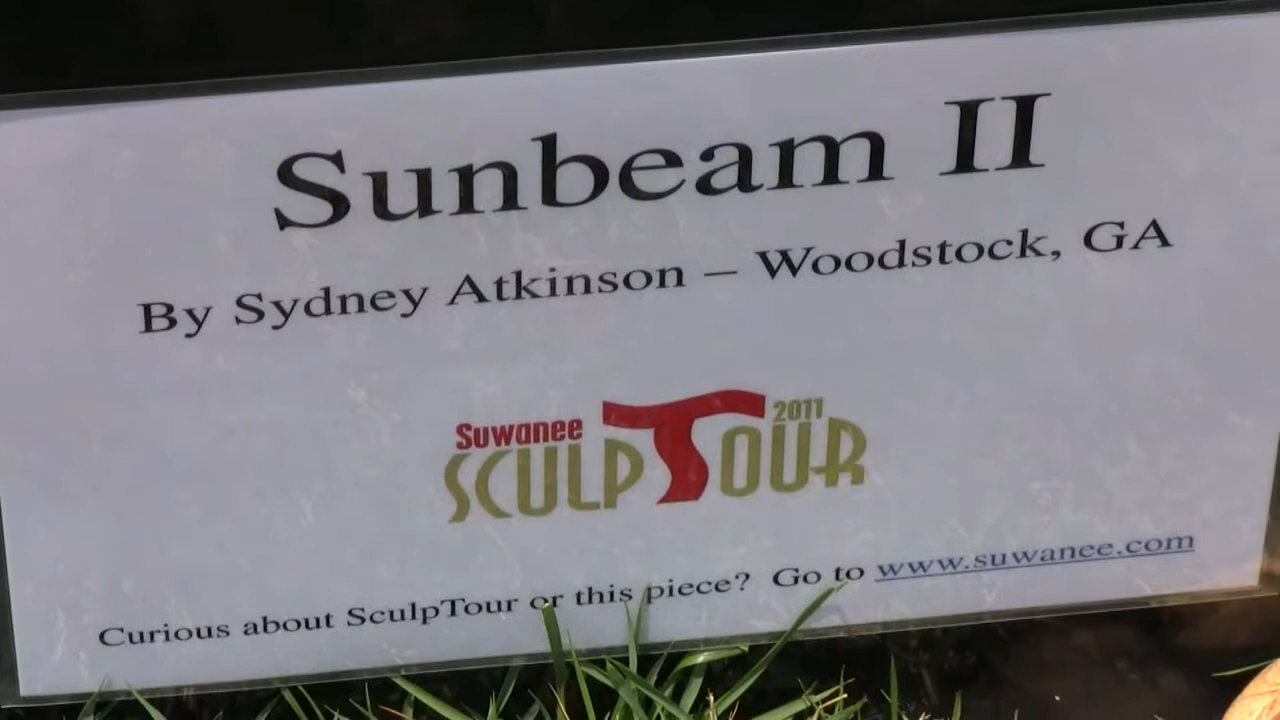 Sunbeam II
By Sydney Atkinson – Woodstock, GA
Suwanee 2011
SCULPTOUR
Curious about SculpTour or this piece? Go to www.suwanee.com